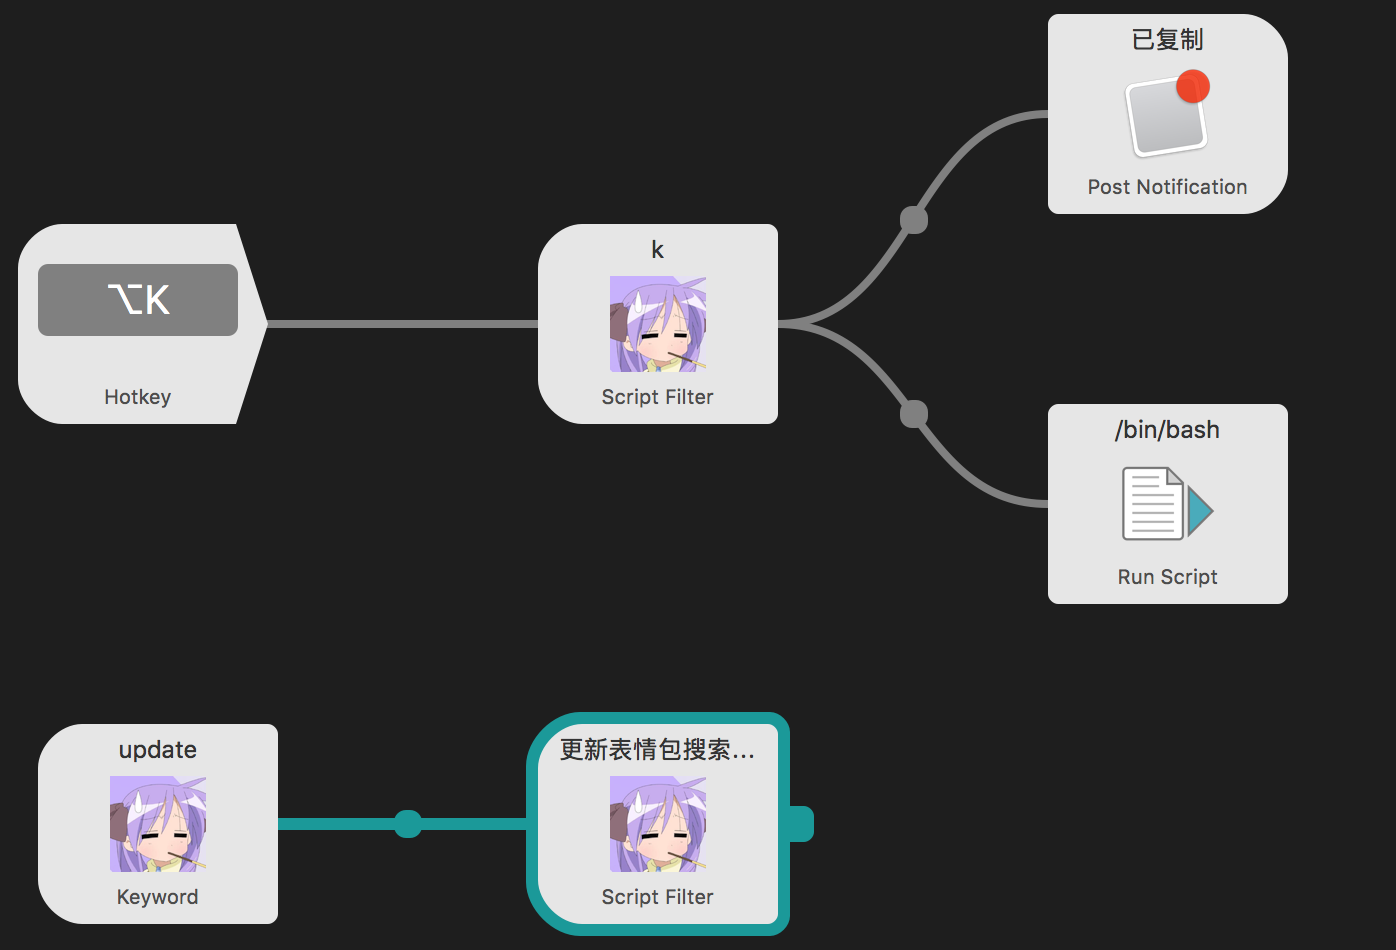 已复制
Post Notification
⌥K
Hotkey
k
Script Filter
/bin/bash
Run Script
update
Keyword
更新表情包搜索...
Script Filter